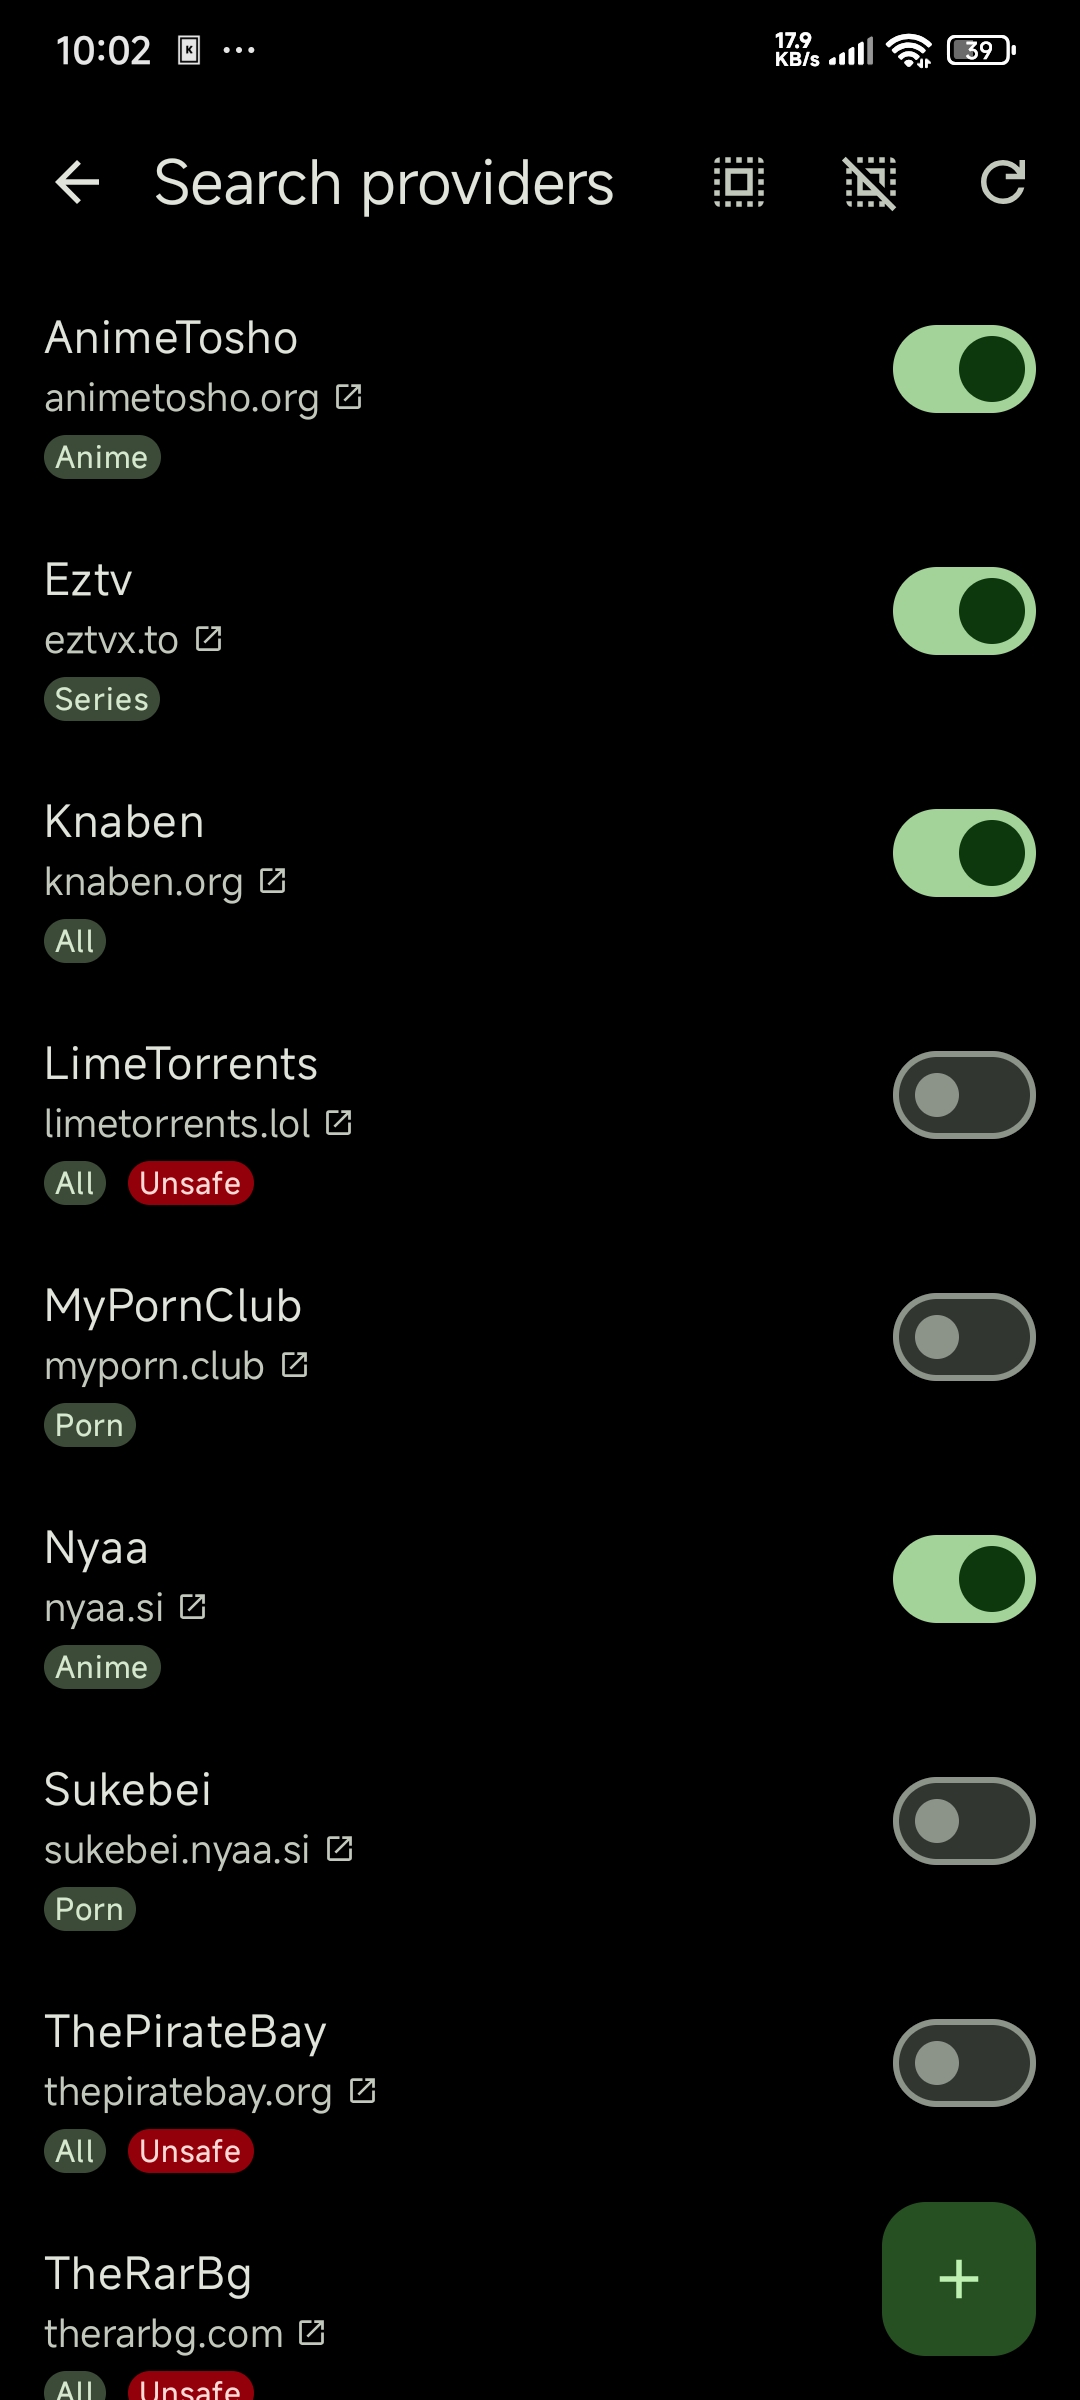 10:02 K ...
17.9
KB/s
39
Search providers
AnimeTosho
animetosho.org
Anime
Eztv
eztvx.to
Series
Knaben
knaben.org
All
LimeTorrents
limetorrents.lol
All Unsafe
MyPornClub
myporn.club
Porn
Nyaa
nyaa.si
Anime
Sukebei
sukebei.nyaa.si
Porn
ThePirateBay
thepiratebay.org
All Unsafe
TheRarBg
therarbg.com
All Unsafe